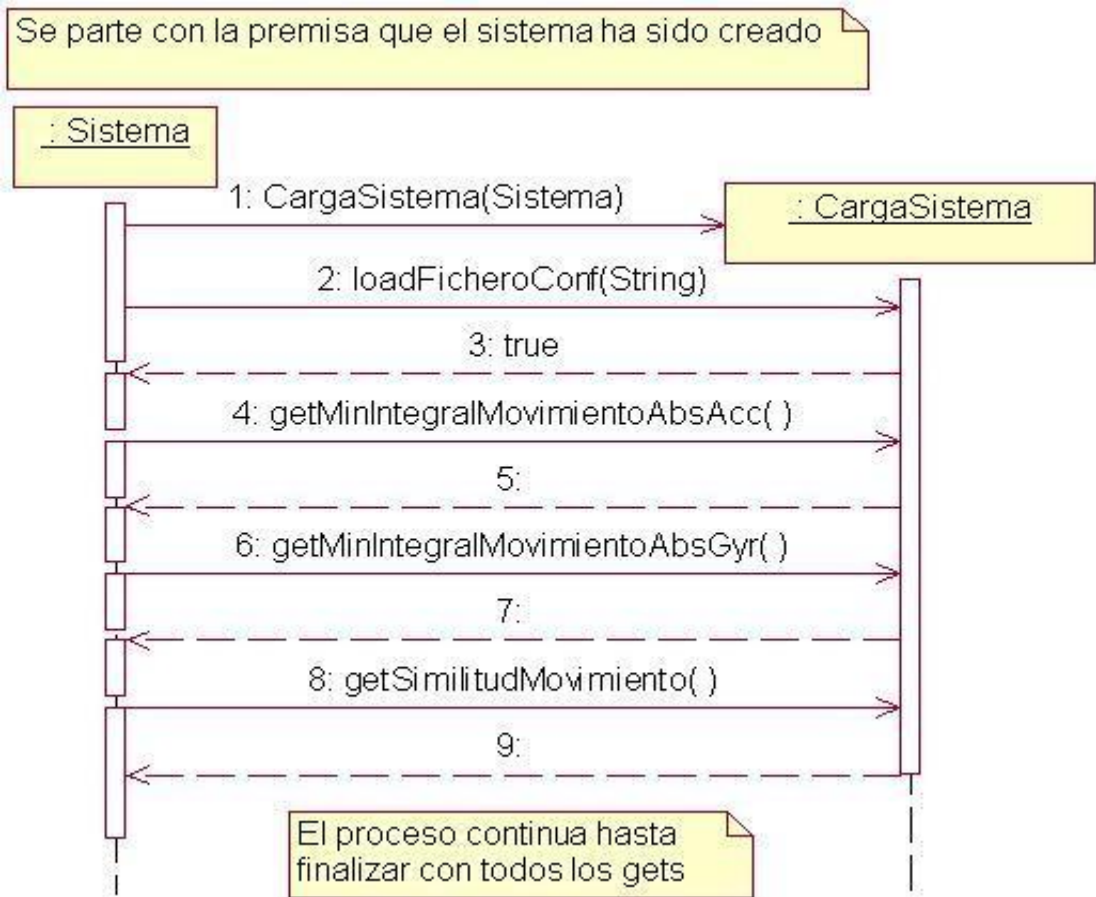 Se parte con la premisa que el sistema ha sido creado
: Sistema
1: CargaSistema(Sistema)
: CargaSistema
2: loadFicheroConf(String)
3: true
4: getMinIntegralMovimientoAbsAcc( )
5:
6: getMinIntegralMovimientoAbsGyr( )
7:
8: getSimilitudMovimiento( )
9:
El proceso continua hasta
finalizar con todos los gets